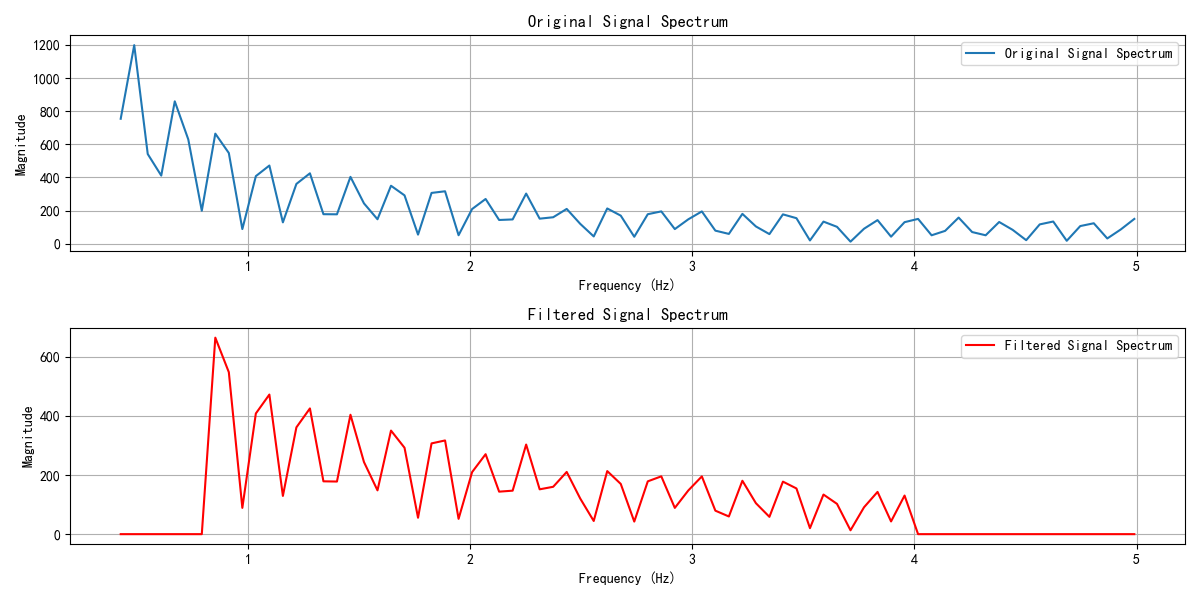 Original Signal Spectrum
Original Signal Spectrum
Magnitude
1200
1000
800
600
400
200
0
1 2 3 4 5
Frequency (Hz)
Filtered Signal Spectrum
Filtered Signal Spectrum
Magnitude
600
400
200
0
1 2 3 4 5
Frequency (Hz)